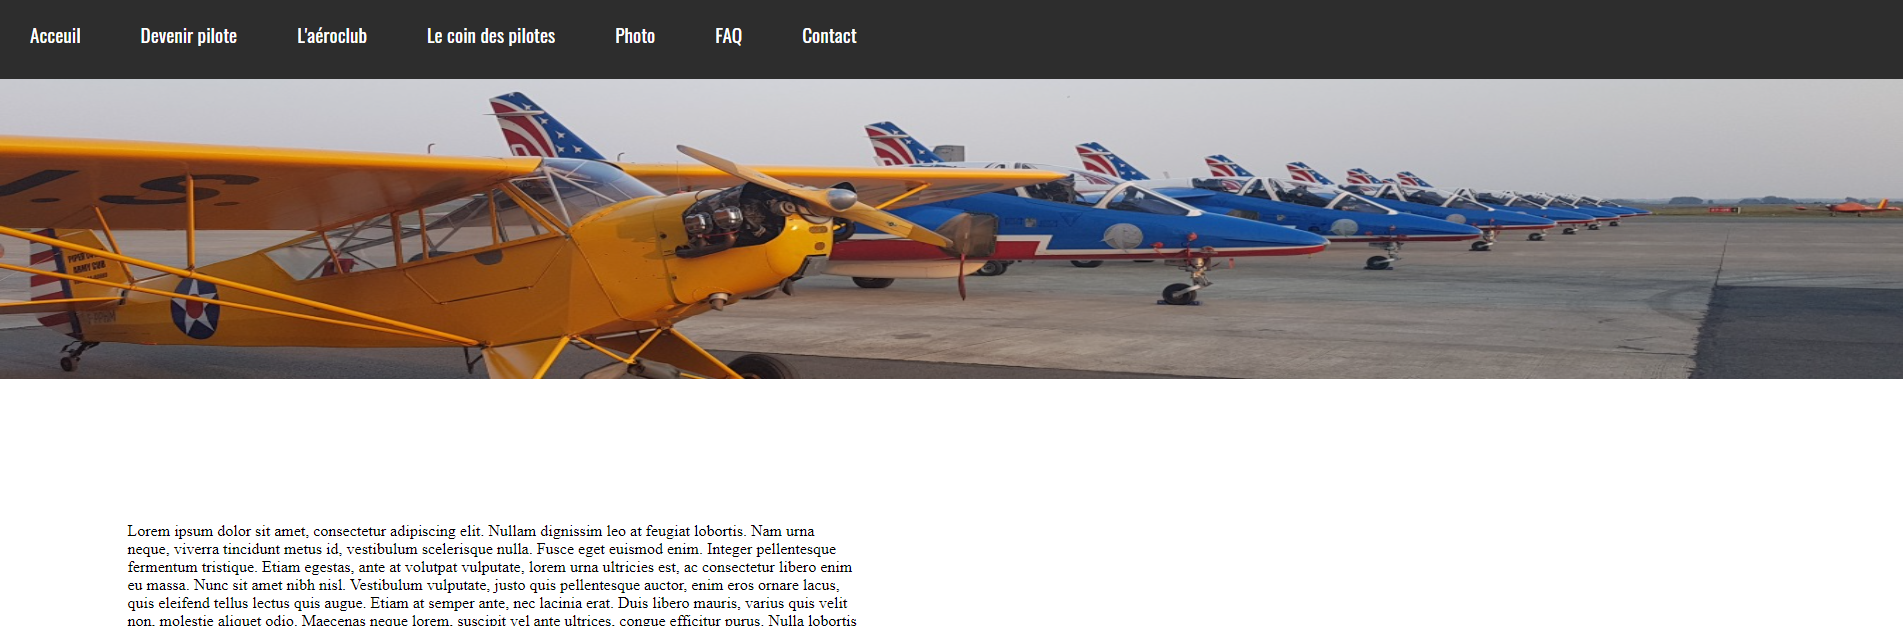 Acceuil Devenir pilote L'aéroclub Le coin des pilotes Photo FAQ Contact
V.S.
ARMY CUB
Lorem ipsum dolor sit amet, consectetur adipiscing elit. Nullam dignissim leo at feugiat lobortis. Nam urna
neque, viverra tincidunt metus id, vestibulum scelerisque nulla. Fusce eget euismod enim. Integer pellentesque
fermentum tristique. Etiam egestas, ante at volutpat vulputate, lorem urna ultricies est, ac consectetur libero enim
eu massa. Nunc sit amet nibh nisl. Vestibulum vulputate, justo quis pellentesque auctor, enim eros ornare lacus,
quis eleifend tellus lectus quis augue. Etiam at semper ante, nec lacinia erat. Duis libero mauris, varius quis velit
non, molestie aliquet odio. Maecenas neque lorem, suscipit vel ante ultrices, congue efficitur purus. Nulla lobortis